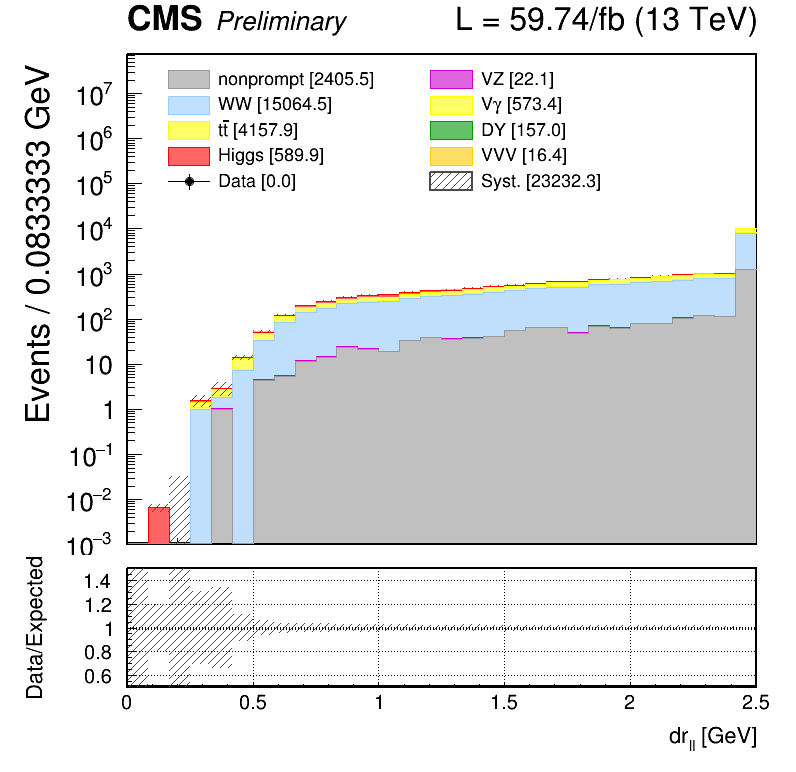 CMS Preliminary L = 59.74/fb (13 TeV)
Events / 0.0833333 GeV
nonprompt [2405.5] VZ [22.1]
WW [15064.5] Vγ [573.4]
tt̄ [4157.9] DY [157.0]
Higgs [589.9] VVV [16.4]
Data [0.0] Syst. [23232.3]
10⁷
10⁶
10⁵
10⁴
10³
10²
10
1
10⁻¹
10⁻²
10⁻³
Data/Expected
1.4
1.2
1
0.8
0.6
0 0.5 1 1.5 2 2.5
dr_ll [GeV]